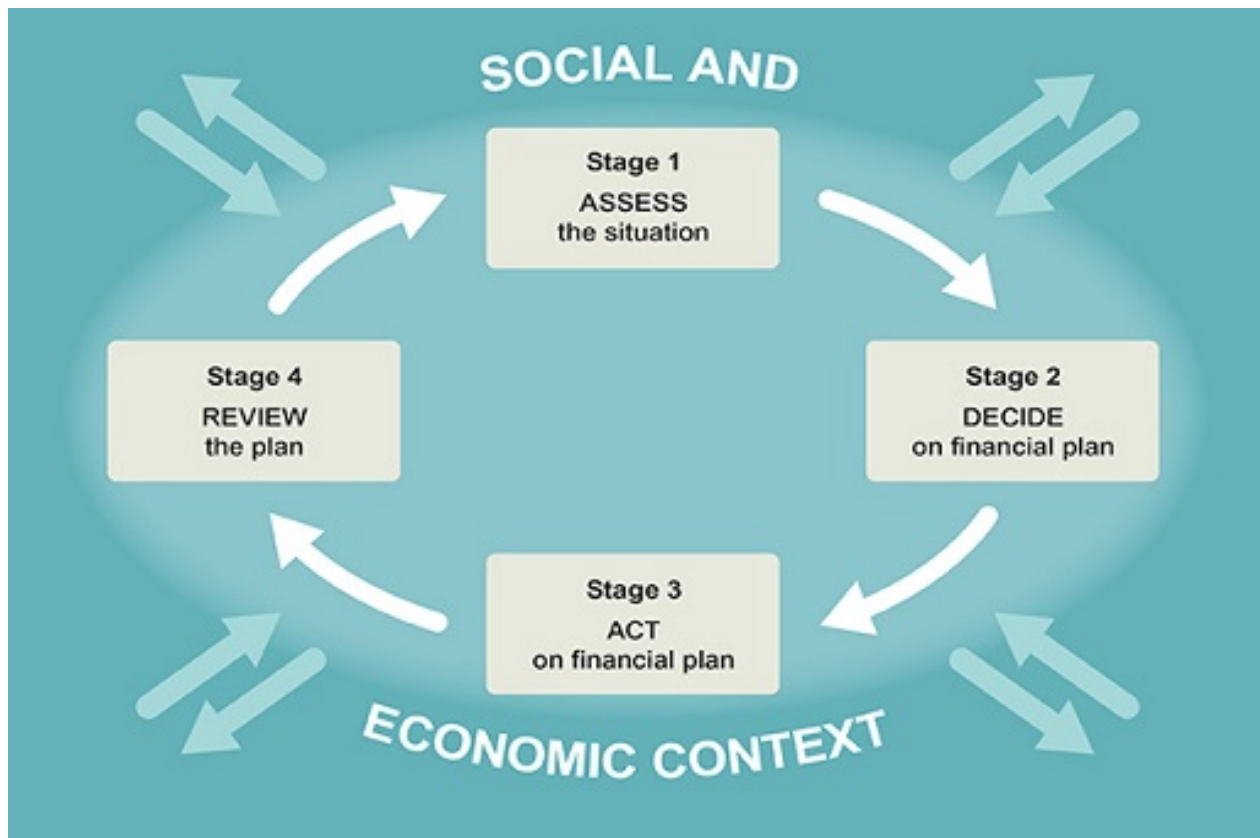 SOCIAL AND
Stage 1
ASSESS
the situation
Stage 4
REVIEW
the plan
Stage 2
DECIDE
on financial plan
Stage 3
ACT
on financial plan
ECONOMIC CONTEXT